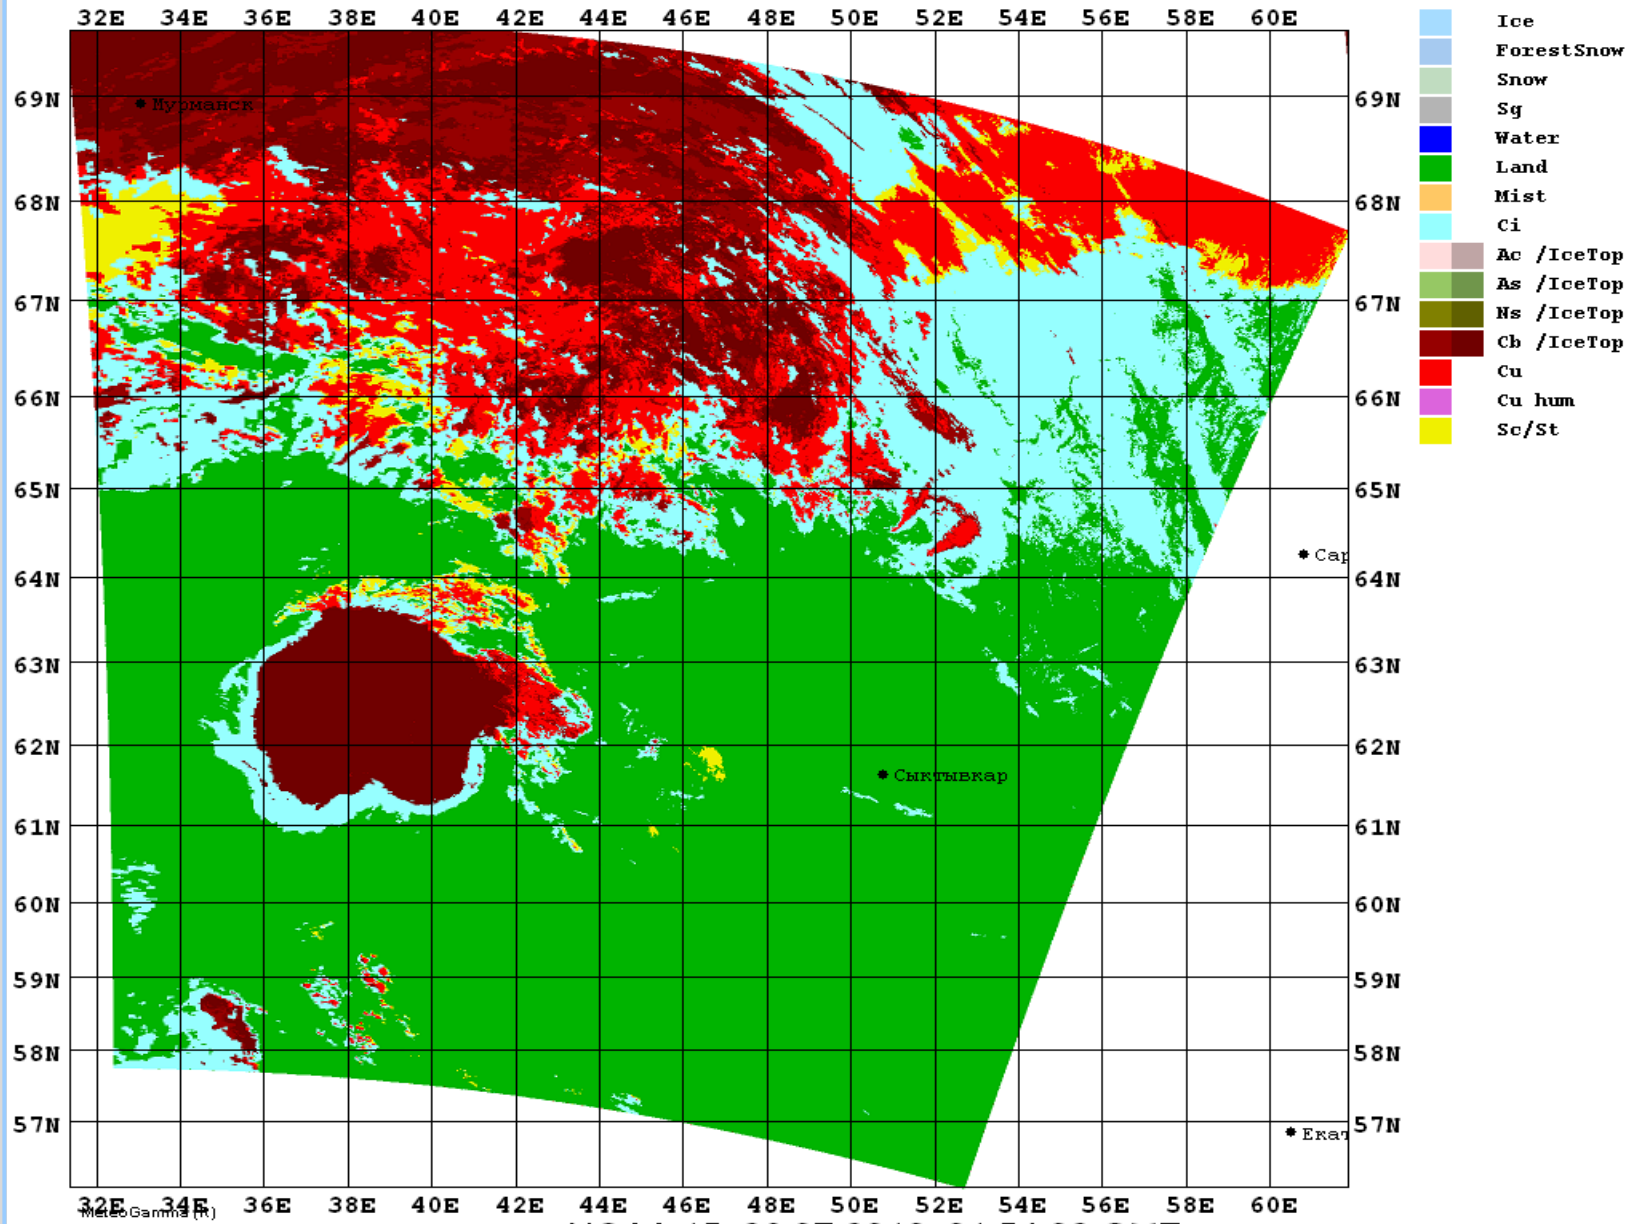 32E 34E 36E 38E 40E 42E 44E 46E 48E 50E 52E 54E 56E 58E 60E
Ice
ForestSnow
Snow
Sg
Water
Land
Mist
Ci
Ac /IceTop
As /IceTop
Ns /IceTop
Cb /IceTop
Cu
Cu hum
Sc/St
69N 69N
Мурманск
68N 68N
67N 67N
66N 66N
65N 65N
Сар
64N 64N
63N 63N
62N 62N
Сыктывкар
61N 61N
60N 60N
59N 59N
58N 58N
57N 57N
Екат
32E 34E 36E 38E 40E 42E 44E 46E 48E 50E 52E 54E 56E 58E 60E
MeteoGamma (R)